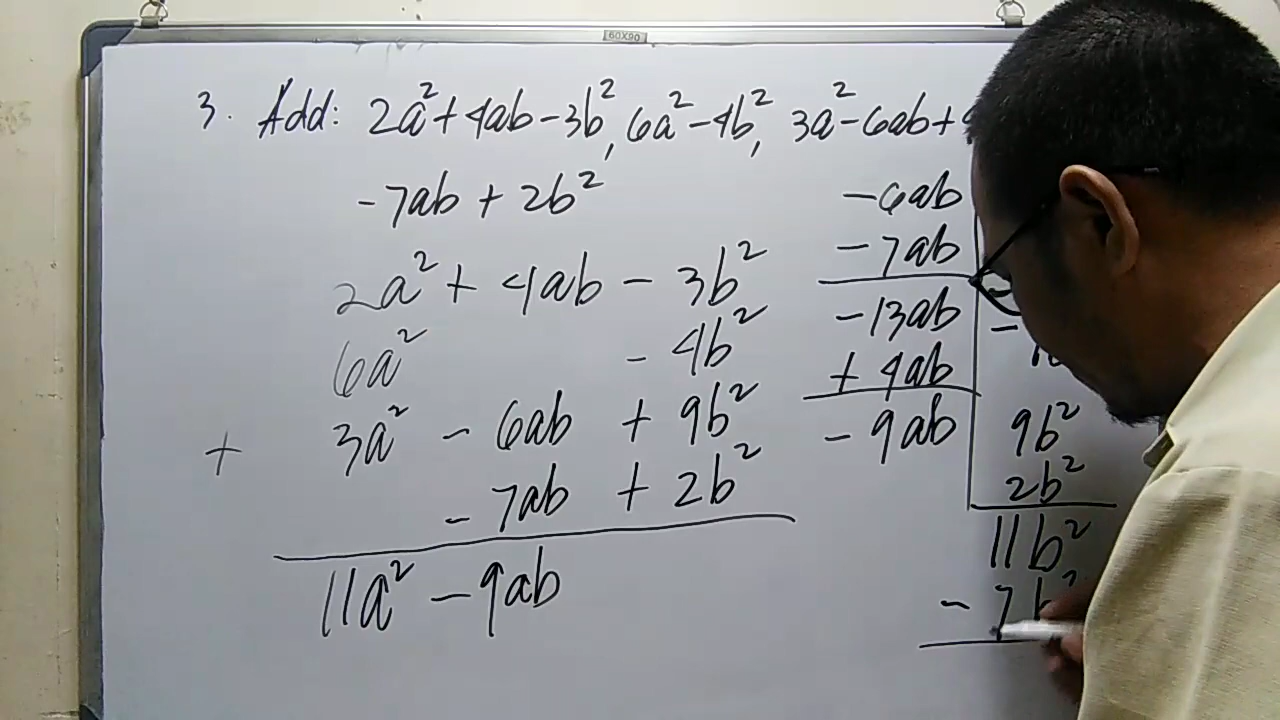 60X90
3. Add: 2a² + 4ab - 3b², 6a² - 4b², 3a² - 6ab +
-7ab + 2b²
2a² + 4ab - 3b²
6a² - 4b²
+ 3a² - 6ab + 9b²
- 7ab + 2b²
11a² - 9ab
-6ab
- 7ab
- 13ab
+ 4ab
- 9ab
9b²
2b²
11b²
- 7b²